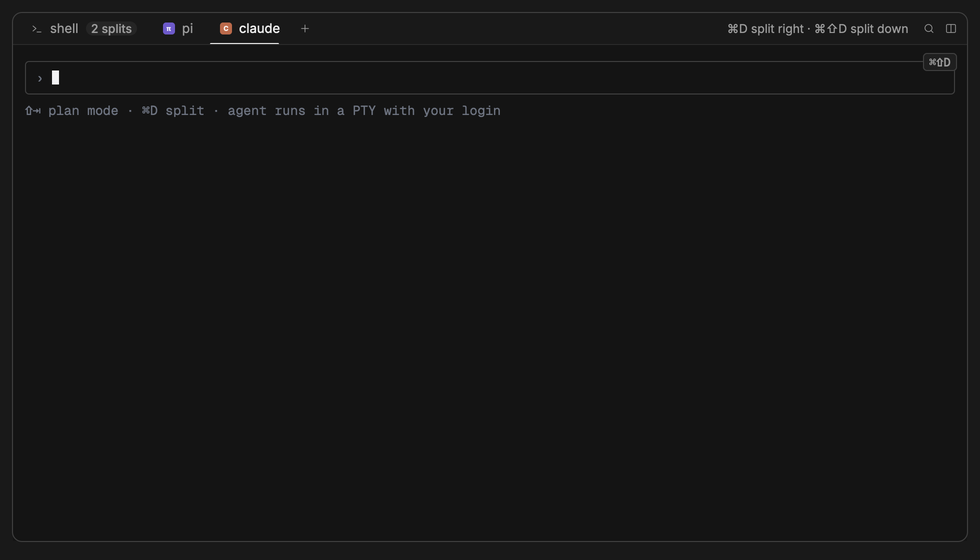 >_ shell 2 splits π pi C claude + ⌘D split right · ⌘⇧D split down
⌘⇧D
›
⇧⇥ plan mode · ⌘D split · agent runs in a PTY with your login